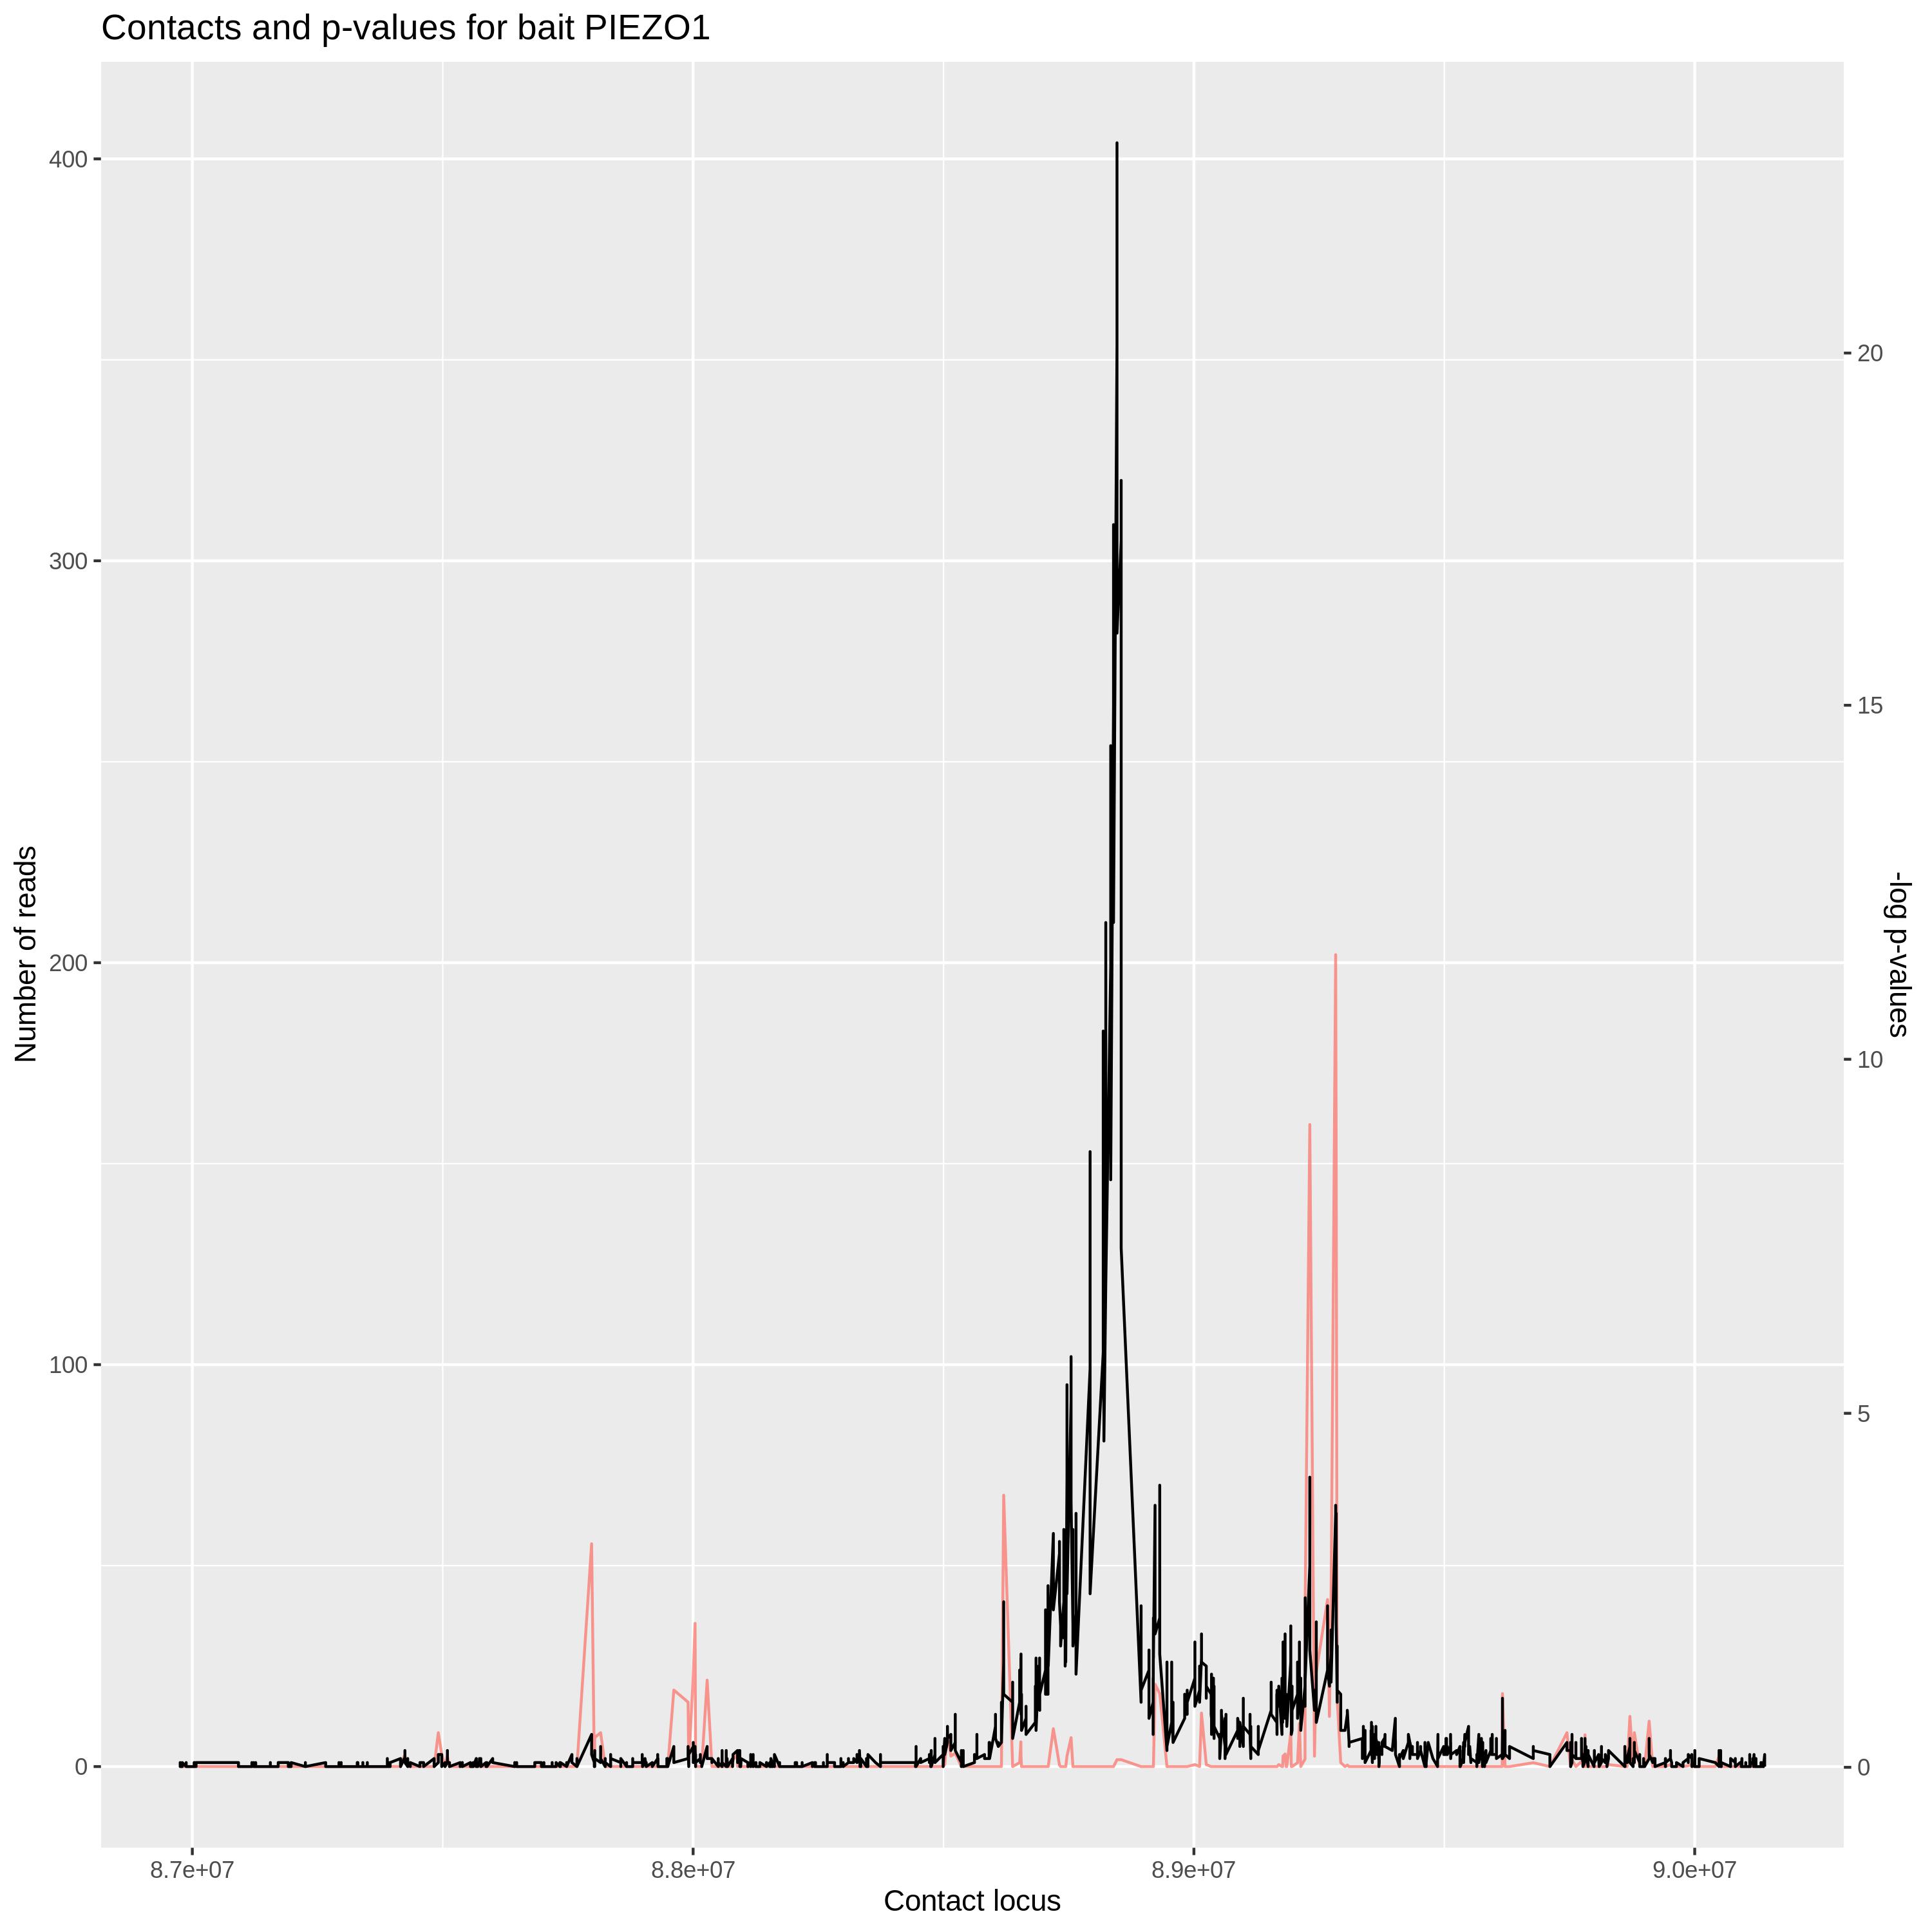 Contacts and p-values for bait PIEZO1
400
300
200
100
0
Number of reads
20
15
10
5
0
-log p-values
8.7e+07
8.8e+07
8.9e+07
9.0e+07
Contact locus